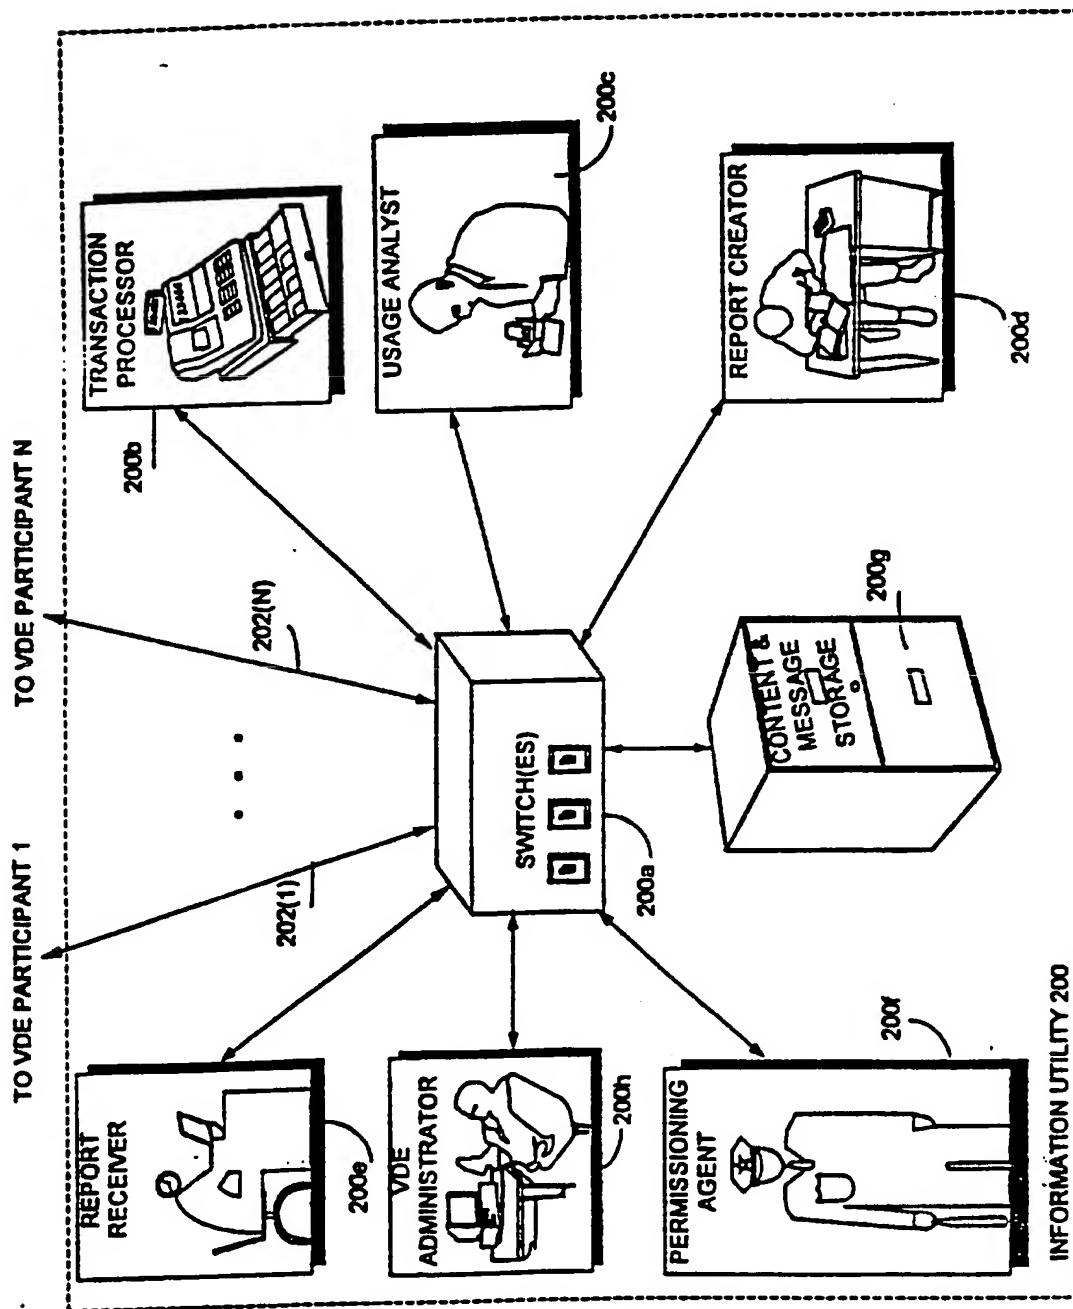 TO VDE PARTICIPANT 1
TO VDE PARTICIPANT N
202(1)
202(N)
REPORT
RECEIVER
200e
VDE
ADMINISTRATOR
200h
PERMISSIONING
AGENT
200f
SWITCH(ES)
200a
CONTENT &
MESSAGE
STORAGE
200g
TRANSACTION
PROCESSOR
200b
USAGE ANALYST
200c
REPORT CREATOR
200d
INFORMATION UTILITY 200